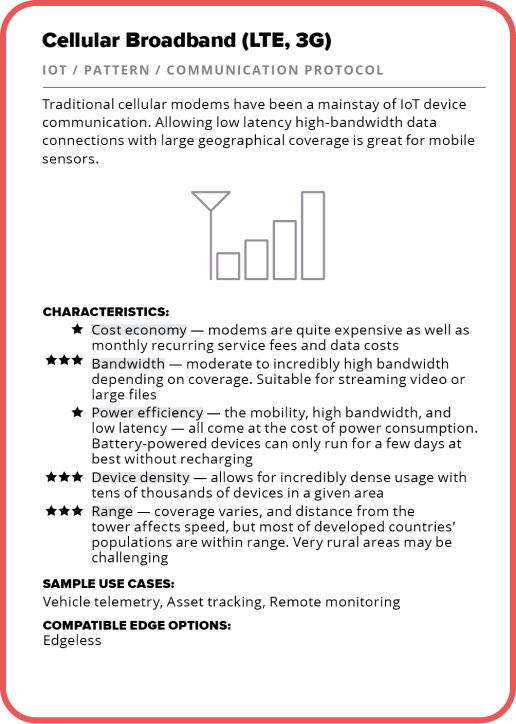 Cellular Broadband (LTE, 3G)
IOT / PATTERN / COMMUNICATION PROTOCOL
Traditional cellular modems have been a mainstay of IoT device
communication. Allowing low latency high-bandwidth data
connections with large geographical coverage is great for mobile
sensors.
CHARACTERISTICS:
★ Cost economy — modems are quite expensive as well as
monthly recurring service fees and data costs
★★★ Bandwidth — moderate to incredibly high bandwidth
depending on coverage. Suitable for streaming video or
large files
★ Power efficiency — the mobility, high bandwidth, and
low latency — all come at the cost of power consumption.
Battery-powered devices can only run for a few days at
best without recharging
★★★ Device density — allows for incredibly dense usage with
tens of thousands of devices in a given area
★★★ Range — coverage varies, and distance from the
tower affects speed, but most of developed countries’
populations are within range. Very rural areas may be
challenging
SAMPLE USE CASES:
Vehicle telemetry, Asset tracking, Remote monitoring
COMPATIBLE EDGE OPTIONS:
Edgeless